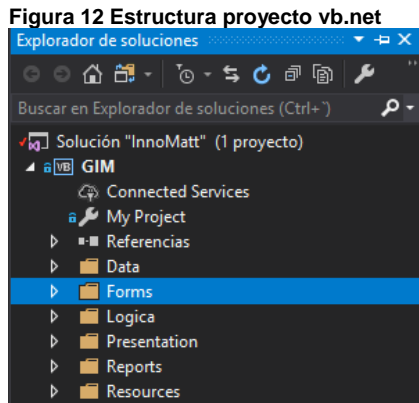 Figura 12 Estructura proyecto vb.net
Explorador de soluciones
Buscar en Explorador de soluciones (Ctrl+`)
Solución "InnoMatt" (1 proyecto)
VB GIM
Connected Services
My Project
Referencias
Data
Forms
Logica
Presentation
Reports
Resources